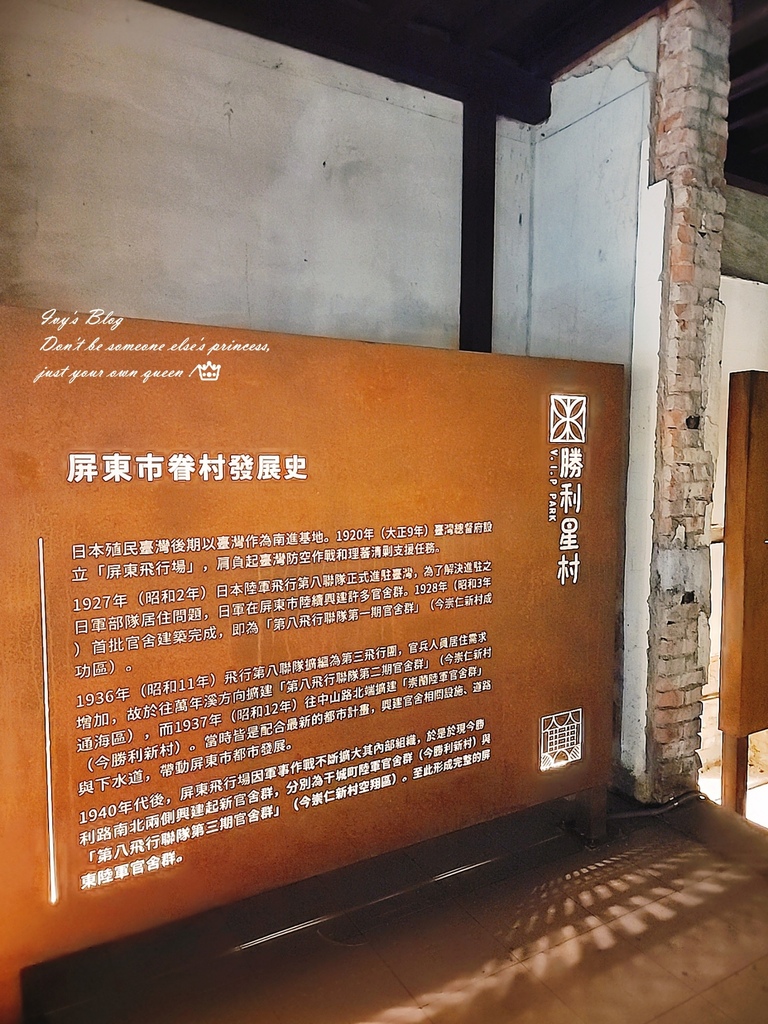 Ivy's Blog
Don't be someone else's princess,
just your own queen !
屏東市眷村發展史
日本殖民臺灣後期以臺灣作為南進基地。1920年（大正9年）臺灣總督府設
立「屏東飛行場」，肩負起臺灣防空作戰和理蕃清剿支援任務。
1927年（昭和2年）日本陸軍飛行第八聯隊正式進駐臺灣，為了解決進駐之
日軍部隊居住問題，日軍在屏東市陸續興建許多官舍群。1928年（昭和3年
）首批官舍建築完成，即為「第八飛行聯隊第一期官舍群」（今崇仁新村成
功區）。
1936年（昭和11年）飛行第八聯隊擴編為第三飛行團，官兵人員居住需求
增加，故於往萬年溪方向擴建「第八飛行聯隊第二期官舍群」（今崇仁新村
通海區），而1937年（昭和12年）往中山路北端擴建「崇蘭陸軍官舍群」
（今勝利新村）。當時皆是配合最新的都市計畫，興建官舍相關設施、道路
與下水道，帶動屏東市都市發展。
1940年代後，屏東飛行場因軍事作戰不斷擴大其內部組織，於是於現今勝
利路南北兩側興建起新官舍群，分別為干城町陸軍官舍群（今勝利新村）與
「第八飛行聯隊第三期官舍群」（今崇仁新村空翔區）。至此形成完整的屏
東陸軍官舍群。
勝利星村
V.I.P PARK